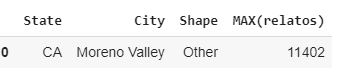 State City Shape MAX(relatos)
0 CA Moreno Valley Other 11402